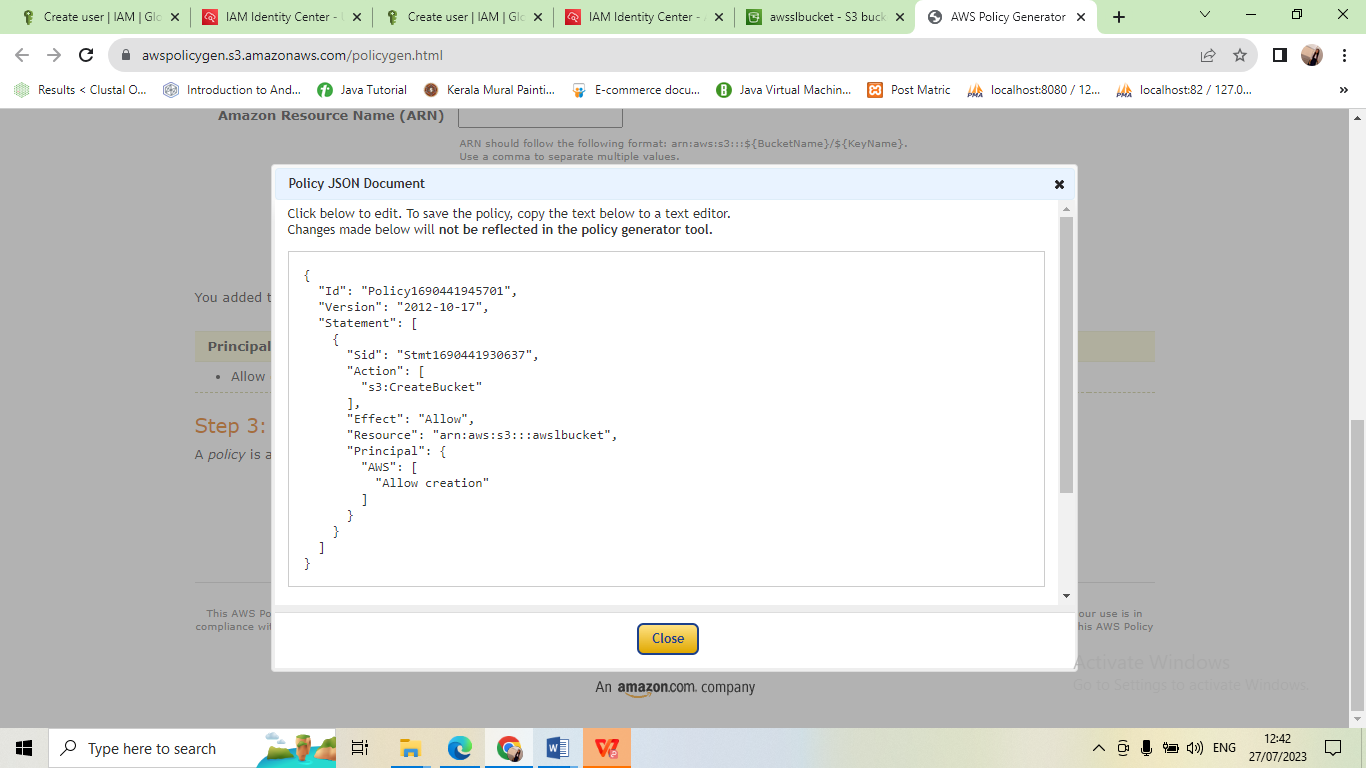 Create user | IAM | Glo
IAM Identity Center -
Create user | IAM | Glo
IAM Identity Center -
awsslbucket - S3 buck
AWS Policy Generator
awspolicygen.s3.amazonaws.com/policygen.html
Results < Clustal O...
Introduction to And...
Java Tutorial
Kerala Mural Painti...
E-commerce docu...
Java Virtual Machin...
Post Matric
localhost:8080 / 12...
localhost:82 / 127.0...
»
Amazon Resource Name (ARN)
ARN should follow the following format: arn:aws:s3:::${BucketName}/${KeyName}.
Use a comma to separate multiple values.
Policy JSON Document
Click below to edit. To save the policy, copy the text below to a text editor.
Changes made below will not be reflected in the policy generator tool.
{
"Id": "Policy1690441945701",
"Version": "2012-10-17",
"Statement": [
{
"Sid": "Stmt1690441930637",
"Action": [
"s3:CreateBucket"
],
"Effect": "Allow",
"Resource": "arn:aws:s3:::awslbucket",
"Principal": {
"AWS": [
"Allow creation"
]
}
}
]
}
You added t
Principal
• Allow
Step 3:
A policy is a
This AWS Po
compliance wit
our use is in
his AWS Policy
Close
Activate Windows
Go to Settings to activate Windows.
An amazon.com. company
Type here to search
ENG
12:42
27/07/2023